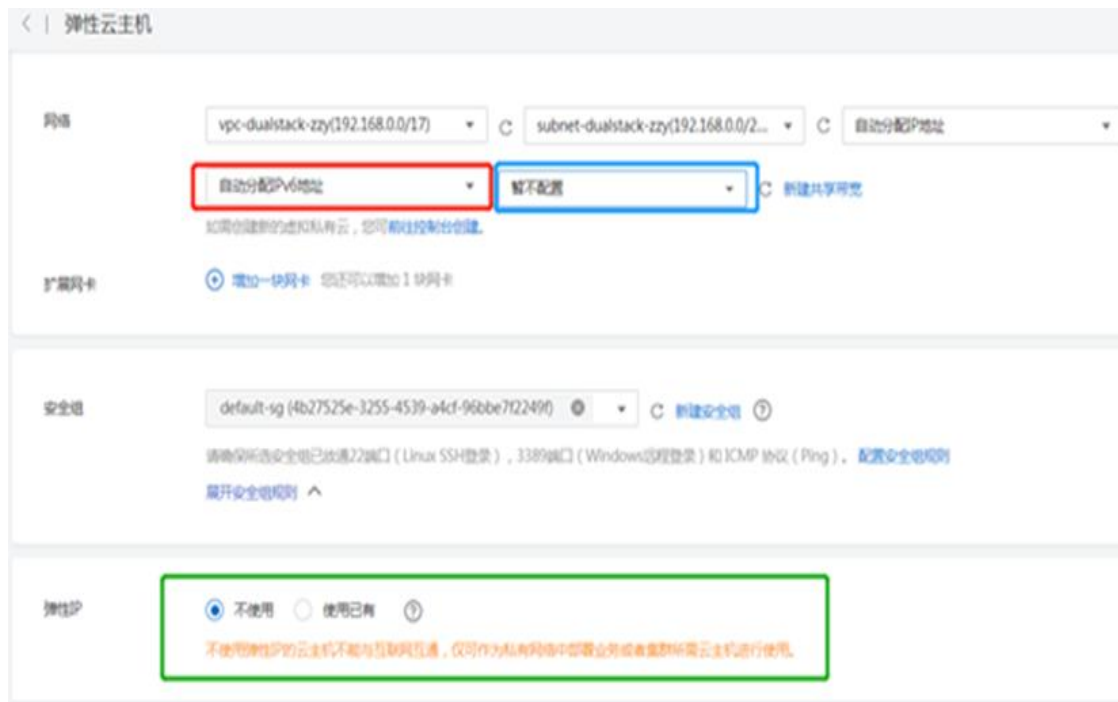 弹性云主机
网络 vpc-dualstack-zzy(192.168.0.0/17) subnet-dualstack-zzy(192.168.0.0/2... 自动分配IP地址
自动分配IPv6地址 暂不配置 新建共享带宽
如需创建新的虚拟私有云，您可前往控制台创建。
扩展网卡 增加一块网卡 您还可以增加 1 块网卡
安全组 default-sg (4b27525e-3255-4539-a4cf-96bbe7f2249f) 新建安全组
请确保所选安全组已放通22端口（Linux SSH登录），3389端口（Windows远程登录）和 ICMP 协议（Ping）。 配置安全组规则
展开安全组规则
弹性IP 不使用 使用已有
不使用弹性IP的云主机不能与互联网互通，仅可作为私有网络中部署业务或者集群所需云主机进行使用。